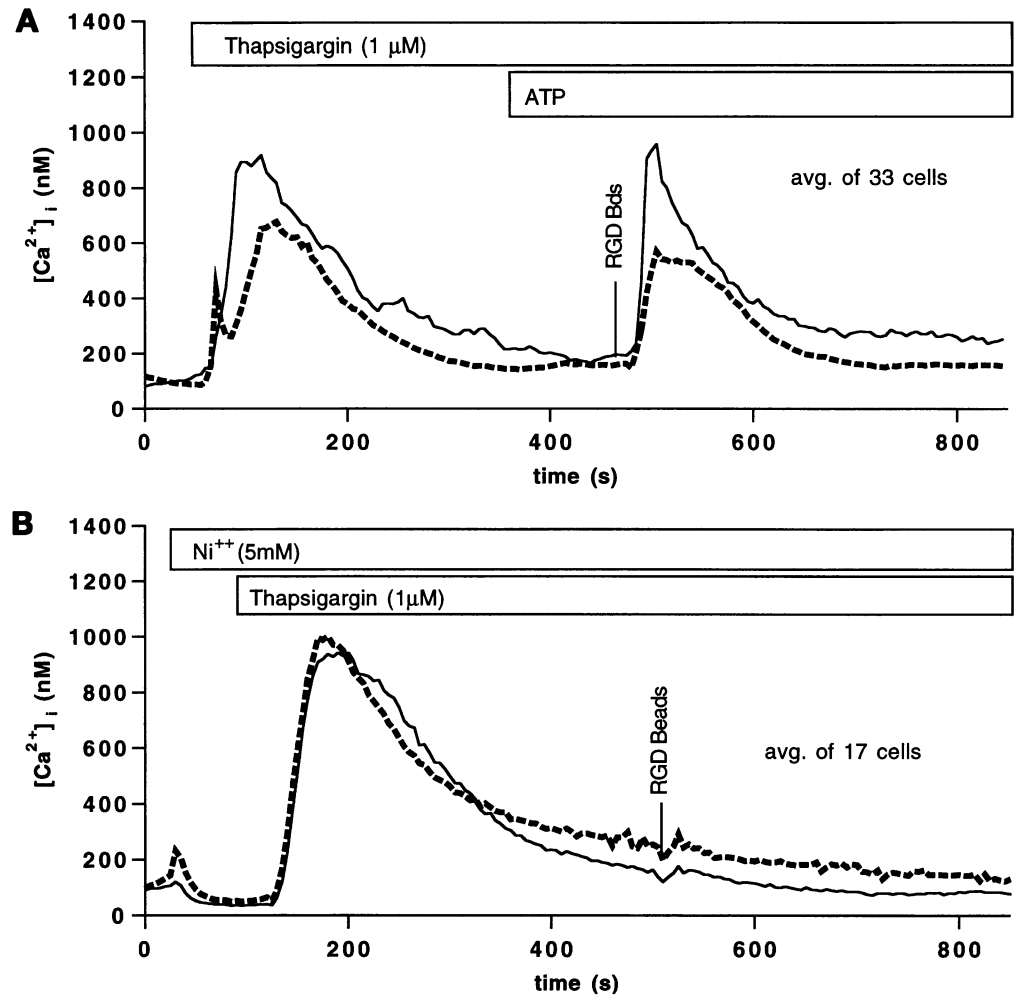 A
1400
Thapsigargin (1 μM)
1200
ATP
1000
800
avg. of 33 cells
RGD Bds
600
400
200
0
[Ca²⁺]ᵢ (nM)
0 200 400 600 800
time (s)
B
1400
Ni⁺⁺(5mM)
1200
Thapsigargin (1μM)
1000
800
RGD Beads
avg. of 17 cells
600
400
200
0
[Ca²⁺]ᵢ (nM)
0 200 400 600 800
time (s)